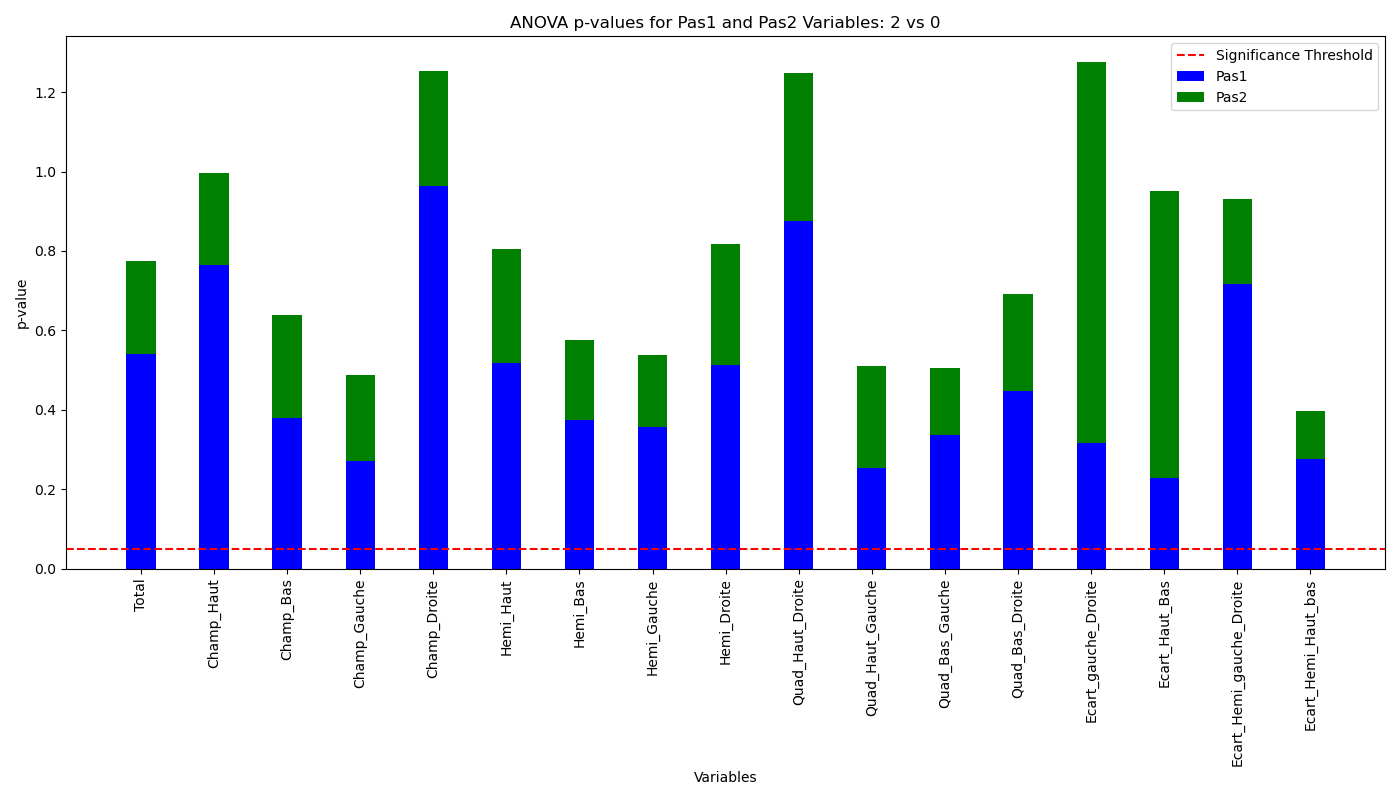 ANOVA p-values for Pas1 and Pas2 Variables: 2 vs 0
Significance Threshold
Pas1
Pas2
p-value
1.2
1.0
0.8
0.6
0.4
0.2
0.0
Total
Champ_Haut
Champ_Bas
Champ_Gauche
Champ_Droite
Hemi_Haut
Hemi_Bas
Hemi_Gauche
Hemi_Droite
Quad_Haut_Droite
Quad_Haut_Gauche
Quad_Bas_Gauche
Quad_Bas_Droite
Ecart_gauche_Droite
Ecart_Haut_Bas
Ecart_Hemi_gauche_Droite
Ecart_Hemi_Haut_bas
Variables